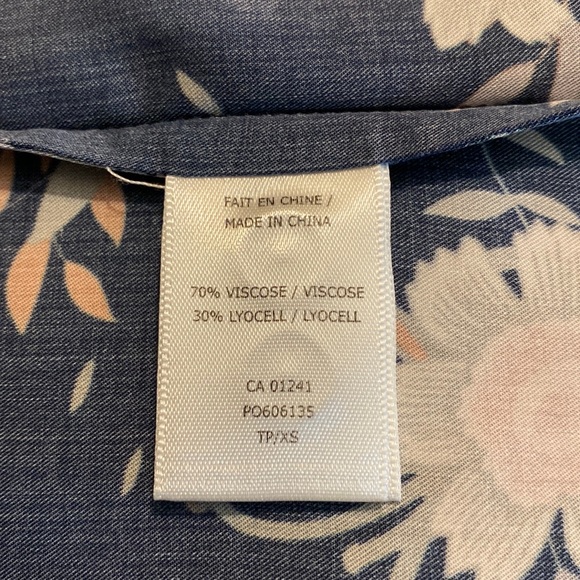 FAIT EN CHINE /
MADE IN CHINA
70% VISCOSE / VISCOSE
30% LYOCELL / LYOCELL
CA 01241
PO606135
TP/XS